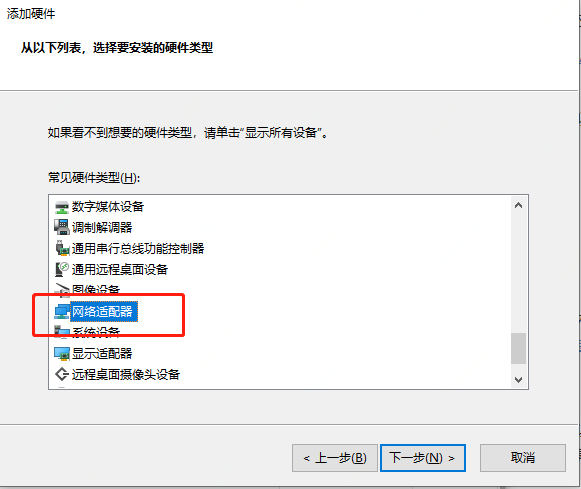 添加硬件
从以下列表，选择要安装的硬件类型
如果看不到想要的硬件类型，请单击“显示所有设备”。
常见硬件类型(H):
数字媒体设备
调制解调器
通用串行总线功能控制器
通用远程桌面设备
图像设备
网络适配器
系统设备
显示适配器
远程桌面摄像头设备
< 上一步(B)
下一步(N) >
取消